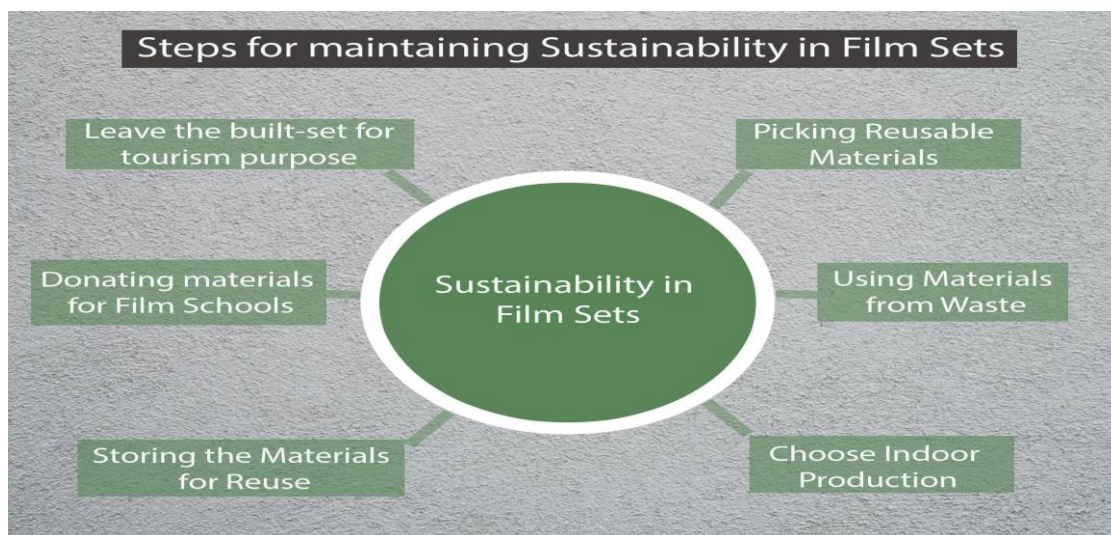 Steps for maintaining Sustainability in Film Sets
Leave the built-set for
tourism purpose
Picking Reusable
Materials
Donating materials
for Film Schools
Sustainability in
Film Sets
Using Materials
from Waste
Storing the Materials
for Reuse
Choose Indoor
Production